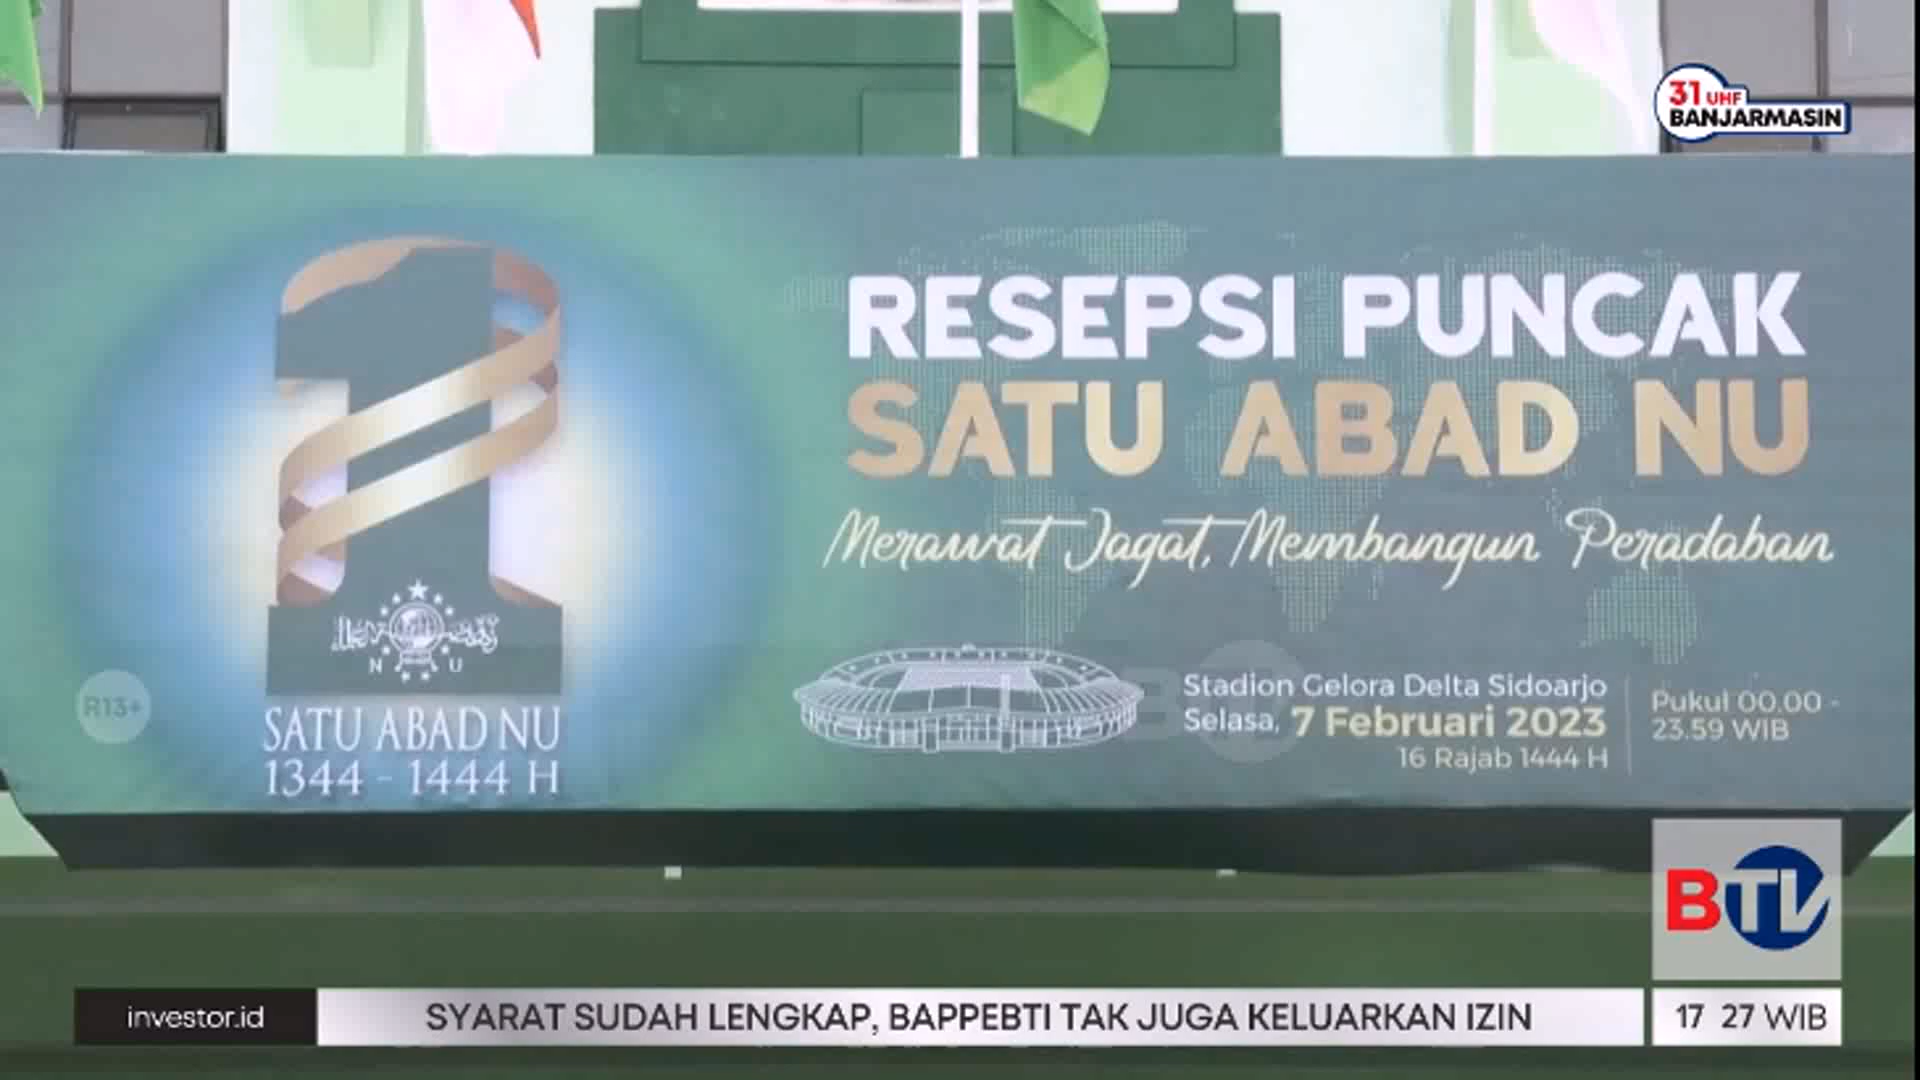 31 UHF
BANJARMASIN
RESEPSI PUNCAK
SATU ABAD NU
Merawat Jagat, Membangun Peradaban
N U
SATU ABAD NU
1344 - 1444 H
R13+
Stadion Gelora Delta Sidoarjo
Selasa, 7 Februari 2023
16 Rajab 1444 H
Pukul 00.00 -
23.59 WIB
BTV
investor.id
SYARAT SUDAH LENGKAP, BAPPEBTI TAK JUGA KELUARKAN IZIN
17 27 WIB